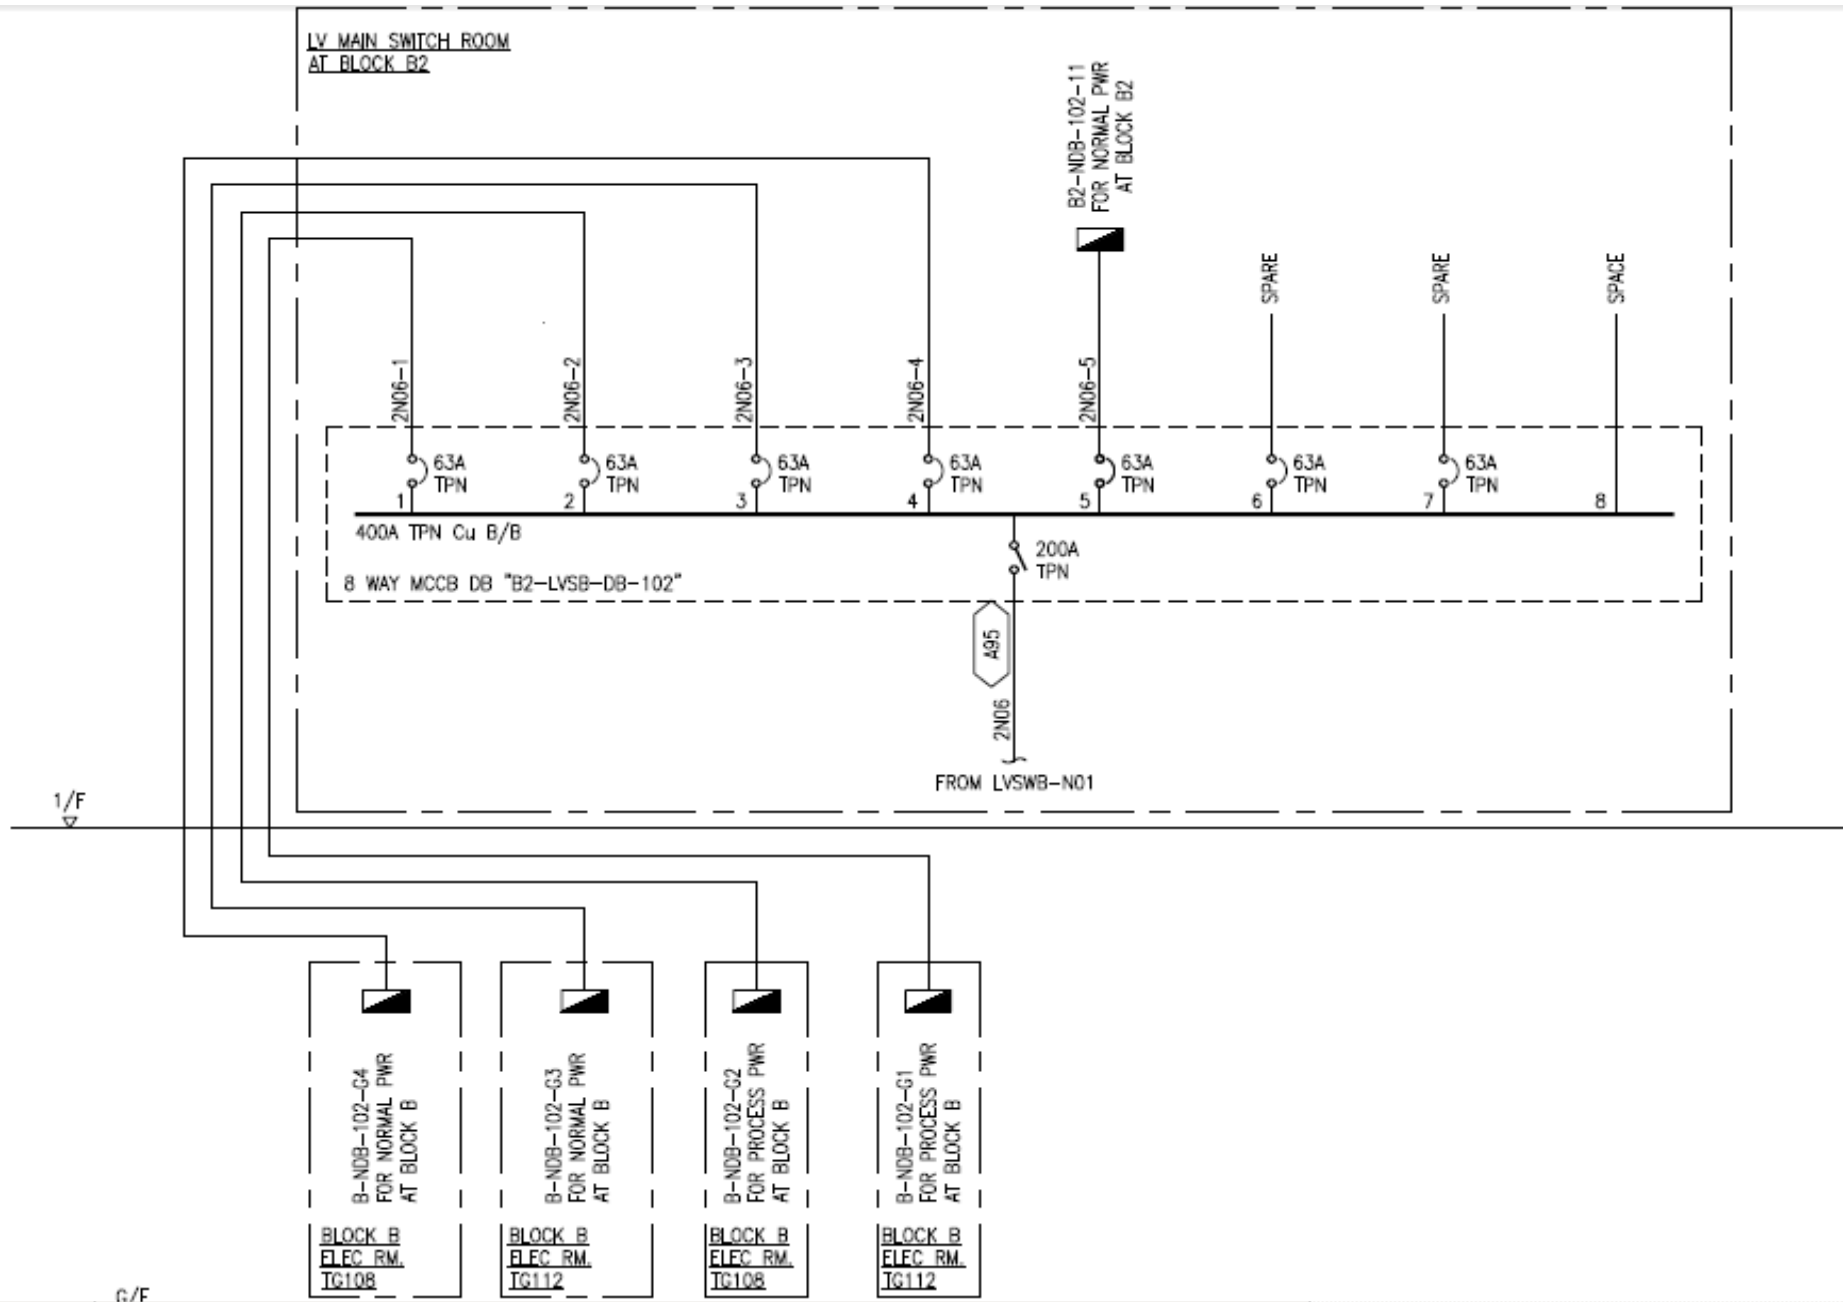 LV MAIN SWITCH ROOM
AT BLOCK B2
B2-NDB-102-11
FOR NORMAL PWR
AT BLOCK B2
SPARE
SPARE
SPACE
2N06-1
2N06-2
2N06-3
2N06-4
2N06-5
63A
TPN
1
63A
TPN
2
63A
TPN
3
63A
TPN
4
63A
TPN
5
63A
TPN
6
63A
TPN
7
8
400A TPN Cu B/B
200A
TPN
8 WAY MCCB DB "B2-LVSB-DB-102"
A95
2N06
FROM LVSWB-N01
1/F
B-NDB-102-G4
FOR NORMAL PWR
AT BLOCK B
BLOCK B
ELEC RM.
TG108
B-NDB-102-G3
FOR NORMAL PWR
AT BLOCK B
BLOCK B
ELEC RM.
TG112
B-NDB-102-G2
FOR PROCESS PWR
AT BLOCK B
BLOCK B
ELEC RM.
TG108
B-NDB-102-G1
FOR PROCESS PWR
AT BLOCK B
BLOCK B
ELEC RM.
TG112
G/F